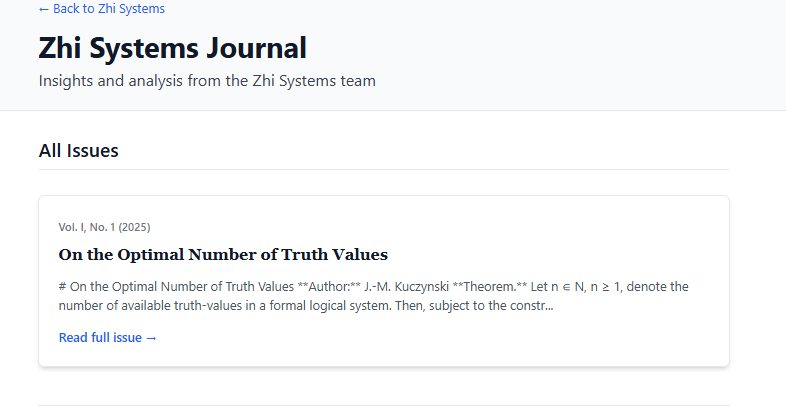 ← Back to Zhi Systems
Zhi Systems Journal
Insights and analysis from the Zhi Systems team
All Issues
Vol. I, No. 1 (2025)
On the Optimal Number of Truth Values
# On the Optimal Number of Truth Values **Author:** J.-M. Kuczynski **Theorem.** Let n ∈ N, n ≥ 1, denote the
number of available truth-values in a formal logical system. Then, subject to the constr...
Read full issue →